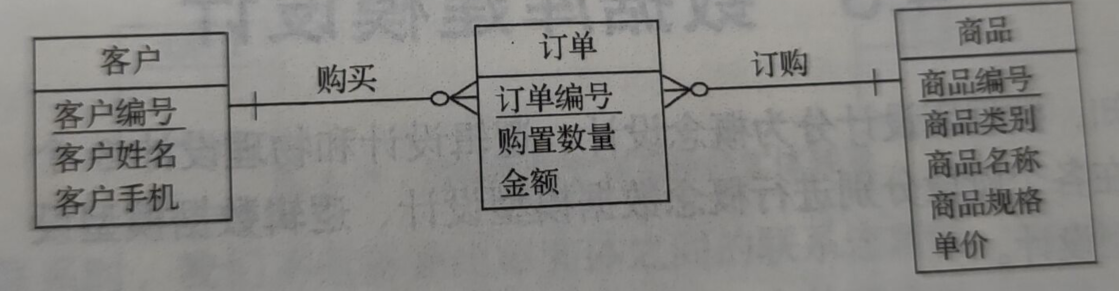 客户
客户编号
客户姓名
客户手机
购买
订单
订单编号
购置数量
金额
订购
商品
商品编号
商品类别
商品名称
商品规格
单价